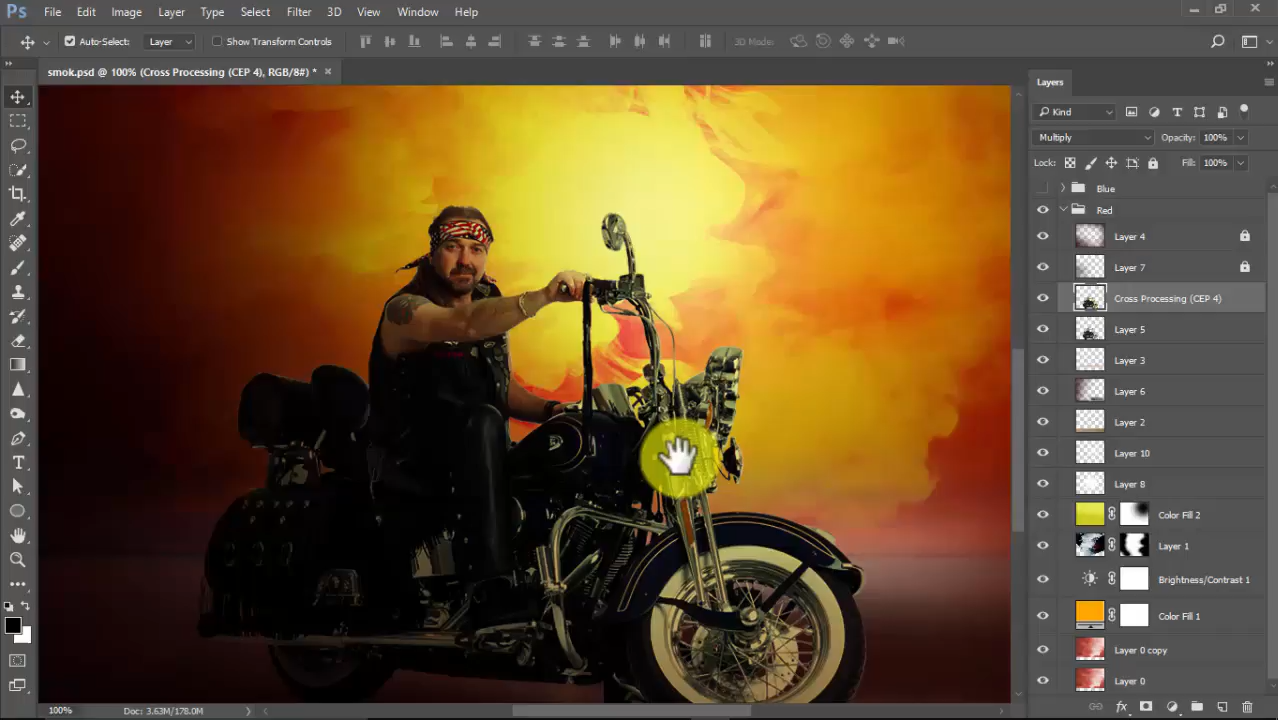 Ps File Edit Image Layer Type Select Filter 3D View Window Help
Auto-Select: Layer Show Transform Controls 3D Mode:
smok.psd @ 100% (Cross Processing (CEP 4), RGB/8#) *
Layers
Kind
Multiply Opacity: 100%
Lock: Fill: 100%
Blue
Red
Layer 4
Layer 7
Cross Processing (CEP 4)
Layer 5
Layer 3
Layer 6
Layer 2
Layer 10
Layer 8
Color Fill 2
Layer 1
Brightness/Contrast 1
Color Fill 1
Layer 0 copy
Layer 0
100% Doc: 3.63M/178.0M